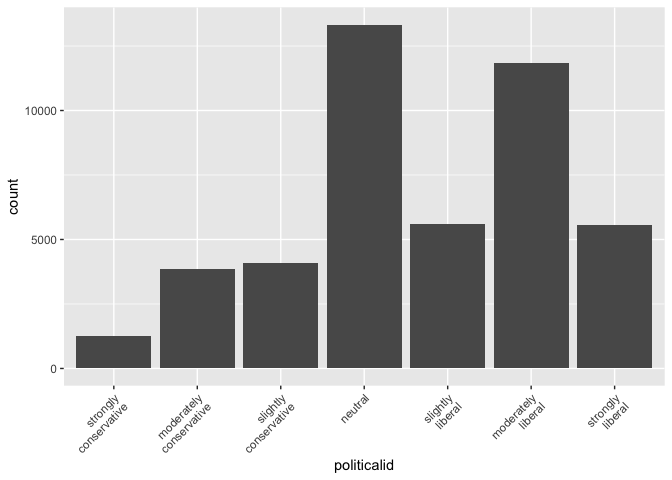 count
10000
5000
0
strongly
conservative
moderately
conservative
slightly
conservative
neutral
slightly
liberal
moderately
liberal
strongly
liberal
politicalid